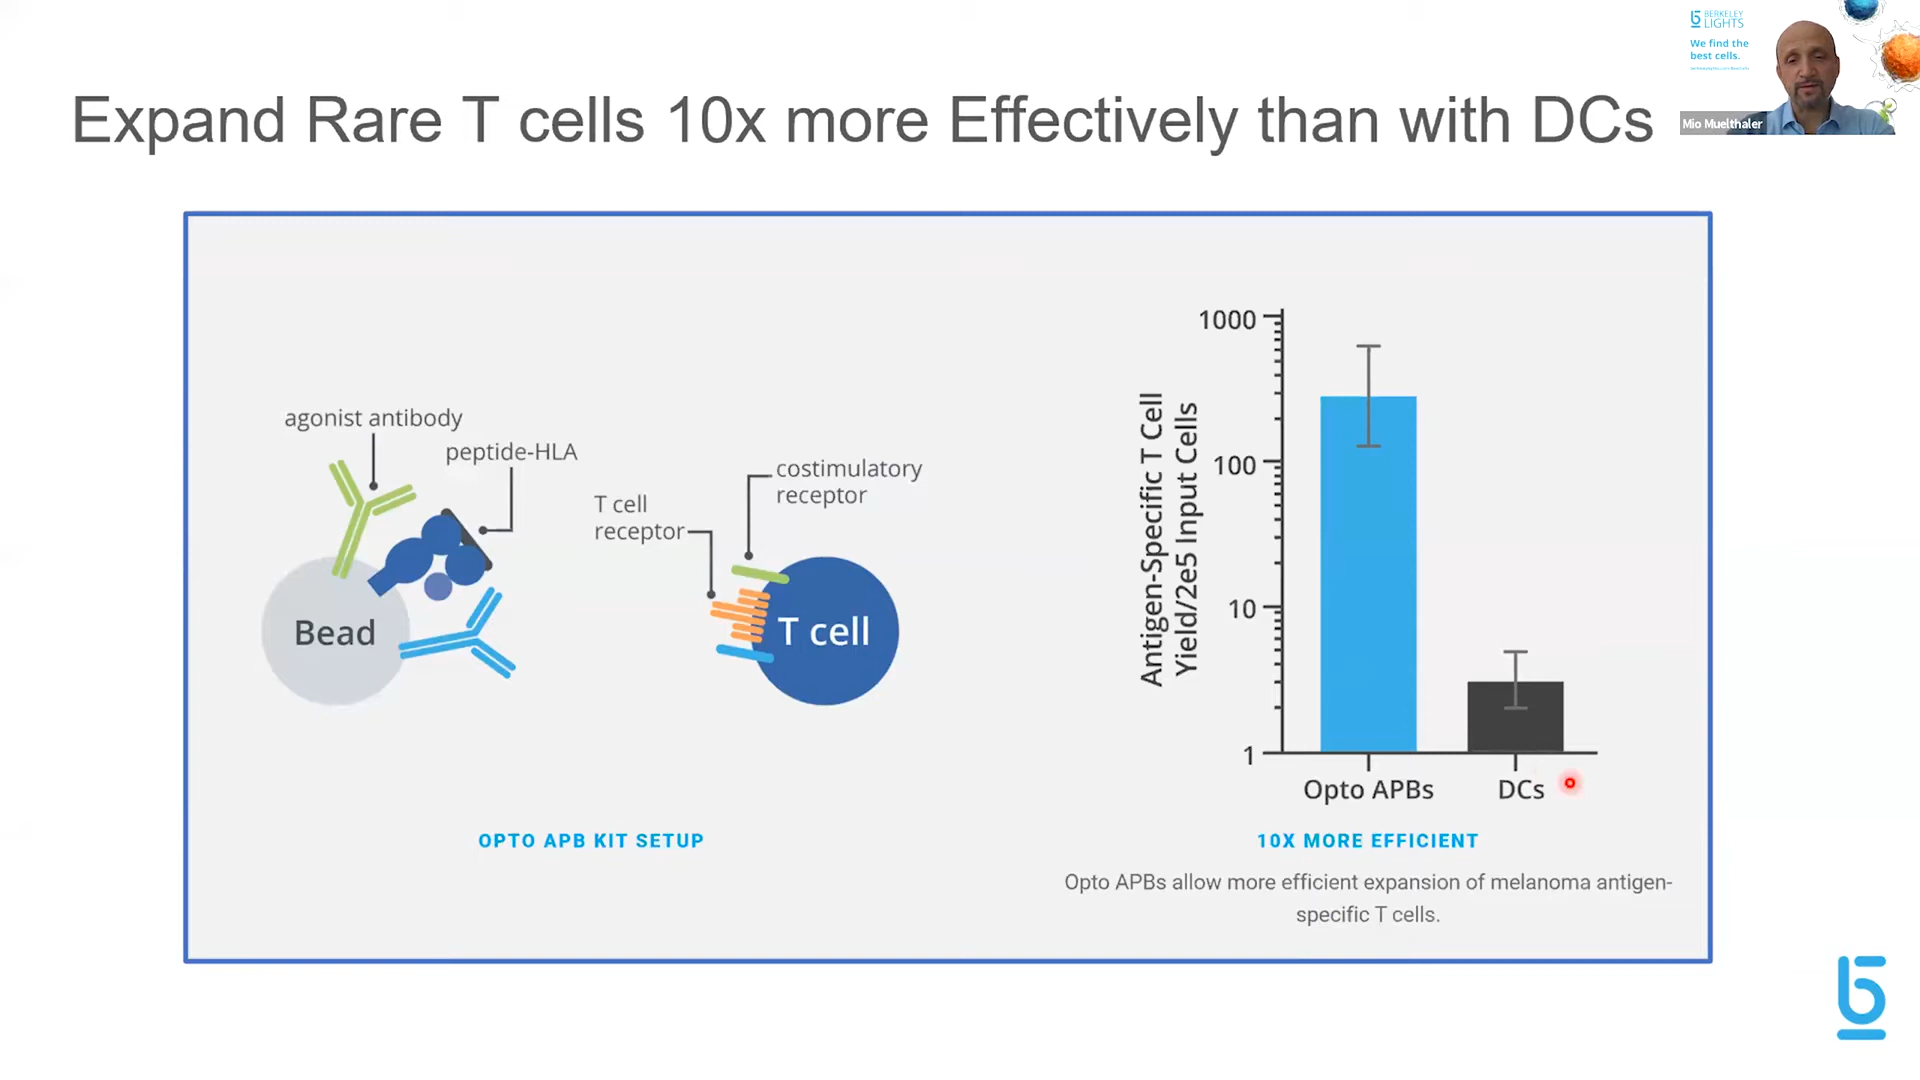 BERKELEY
LIGHTS
We find the
best cells.
Mio Muelthaler
Expand Rare T cells 10x more Effectively than with DCs
agonist antibody
peptide-HLA
T cell
receptor
costimulatory
receptor
Bead
T cell
OPTO APB KIT SETUP
Antigen-Specific T Cell
Yield/2e5 Input Cells
1000
100
10
1
Opto APBs
DCs
10X MORE EFFICIENT
Opto APBs allow more efficient expansion of melanoma antigen-
specific T cells.